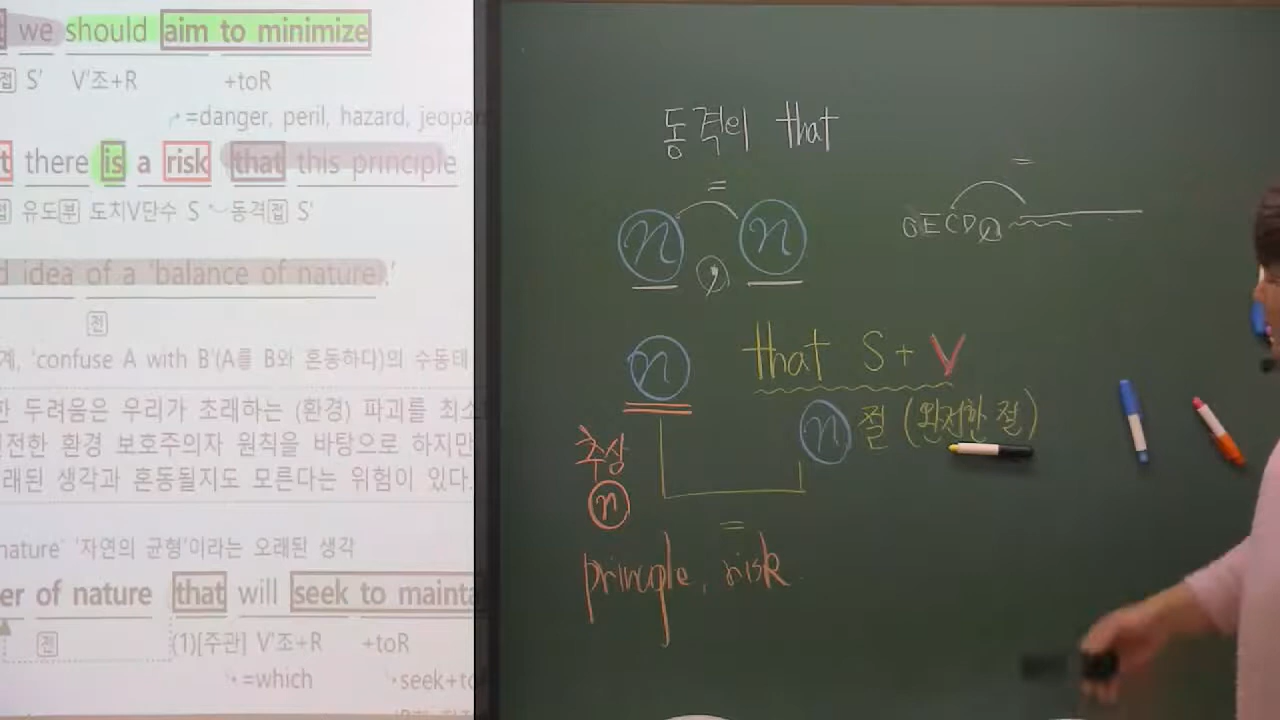 we should aim to minimize
접 S' V'조+R +toR
=danger, peril, hazard, jeopar
t there is a risk that this principle
접 유도부 도치V단수 S 동격접 S'
d idea of a 'balance of nature.'
전
계, 'confuse A with B'(A를 B와 혼동하다)의 수동태
한 두려움은 우리가 초래하는 (환경) 파괴를 최소
전한 환경 보호주의자 원칙을 바탕으로 하지만
래된 생각과 혼동될지도 모른다는 위험이 있다.
nature' '자연의 균형'이라는 오래된 생각
er of nature that will seek to mainta
전 (1)[주관] V'조+R +toR
=which seek+to
동격의 that
=
n , n
=
OECD
n that S+V
n절 (완전한 절)
추상
n
=
principle, risk